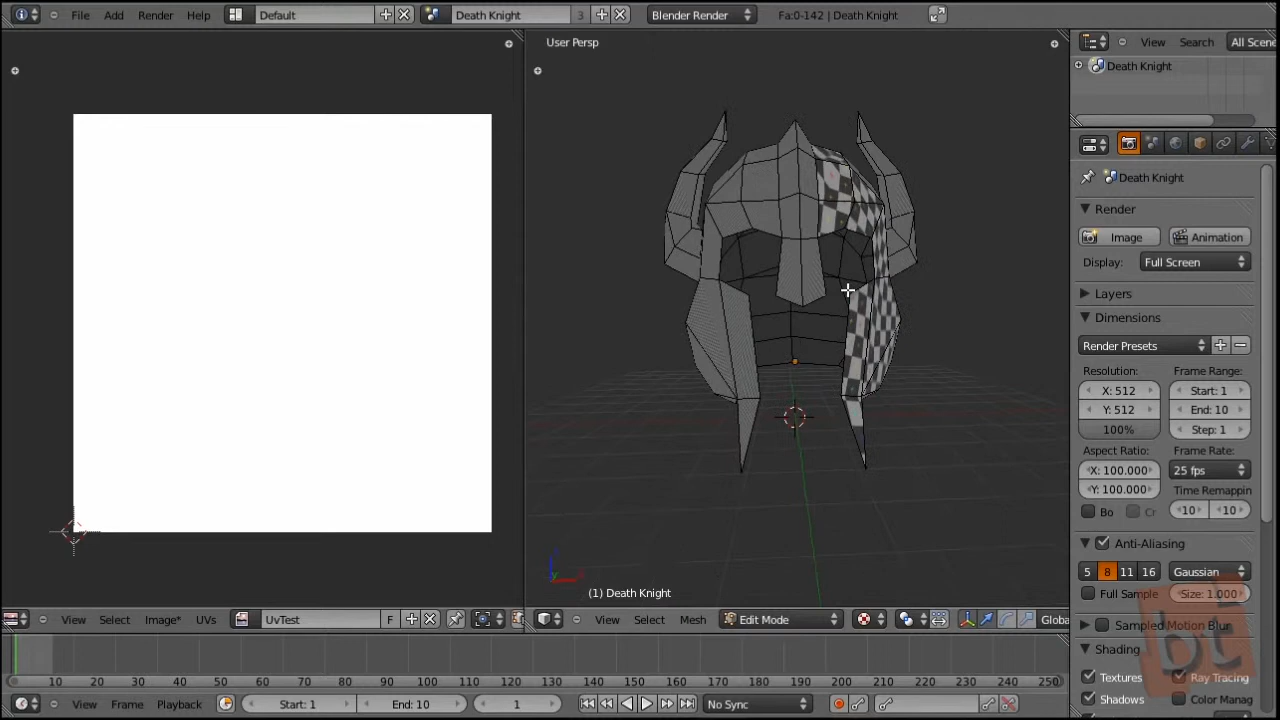 File Add Render Help Default Death Knight 3 Blender Render Fa:0-142 | Death Knight
User Persp
View Search All Scene
Death Knight
Death Knight
Render
Image Animation
Display: Full Screen
Layers
Dimensions
Render Presets
Resolution: Frame Range:
X: 512 Start: 1
Y: 512 End: 10
100% Step: 1
Aspect Ratio: Frame Rate:
X: 100.000 25 fps
Y: 100.000 Time Remappin
Bo Cr 10 10
Anti-Aliasing
5 8 11 16 Gaussian
Full Sample Size: 1.000
Sampled Motion Blur
Shading
Textures Ray Tracing
Shadows Color Manag
bt
(1) Death Knight
View Select Image* UVs UvTest F
View Select Mesh Edit Mode Globa
10 20 30 40 50 60 70 80 90 100 110 120 130 140 150 160 170 180 190 200 210 220 230 240 250
View Frame Playback Start: 1 End: 10 1 No Sync